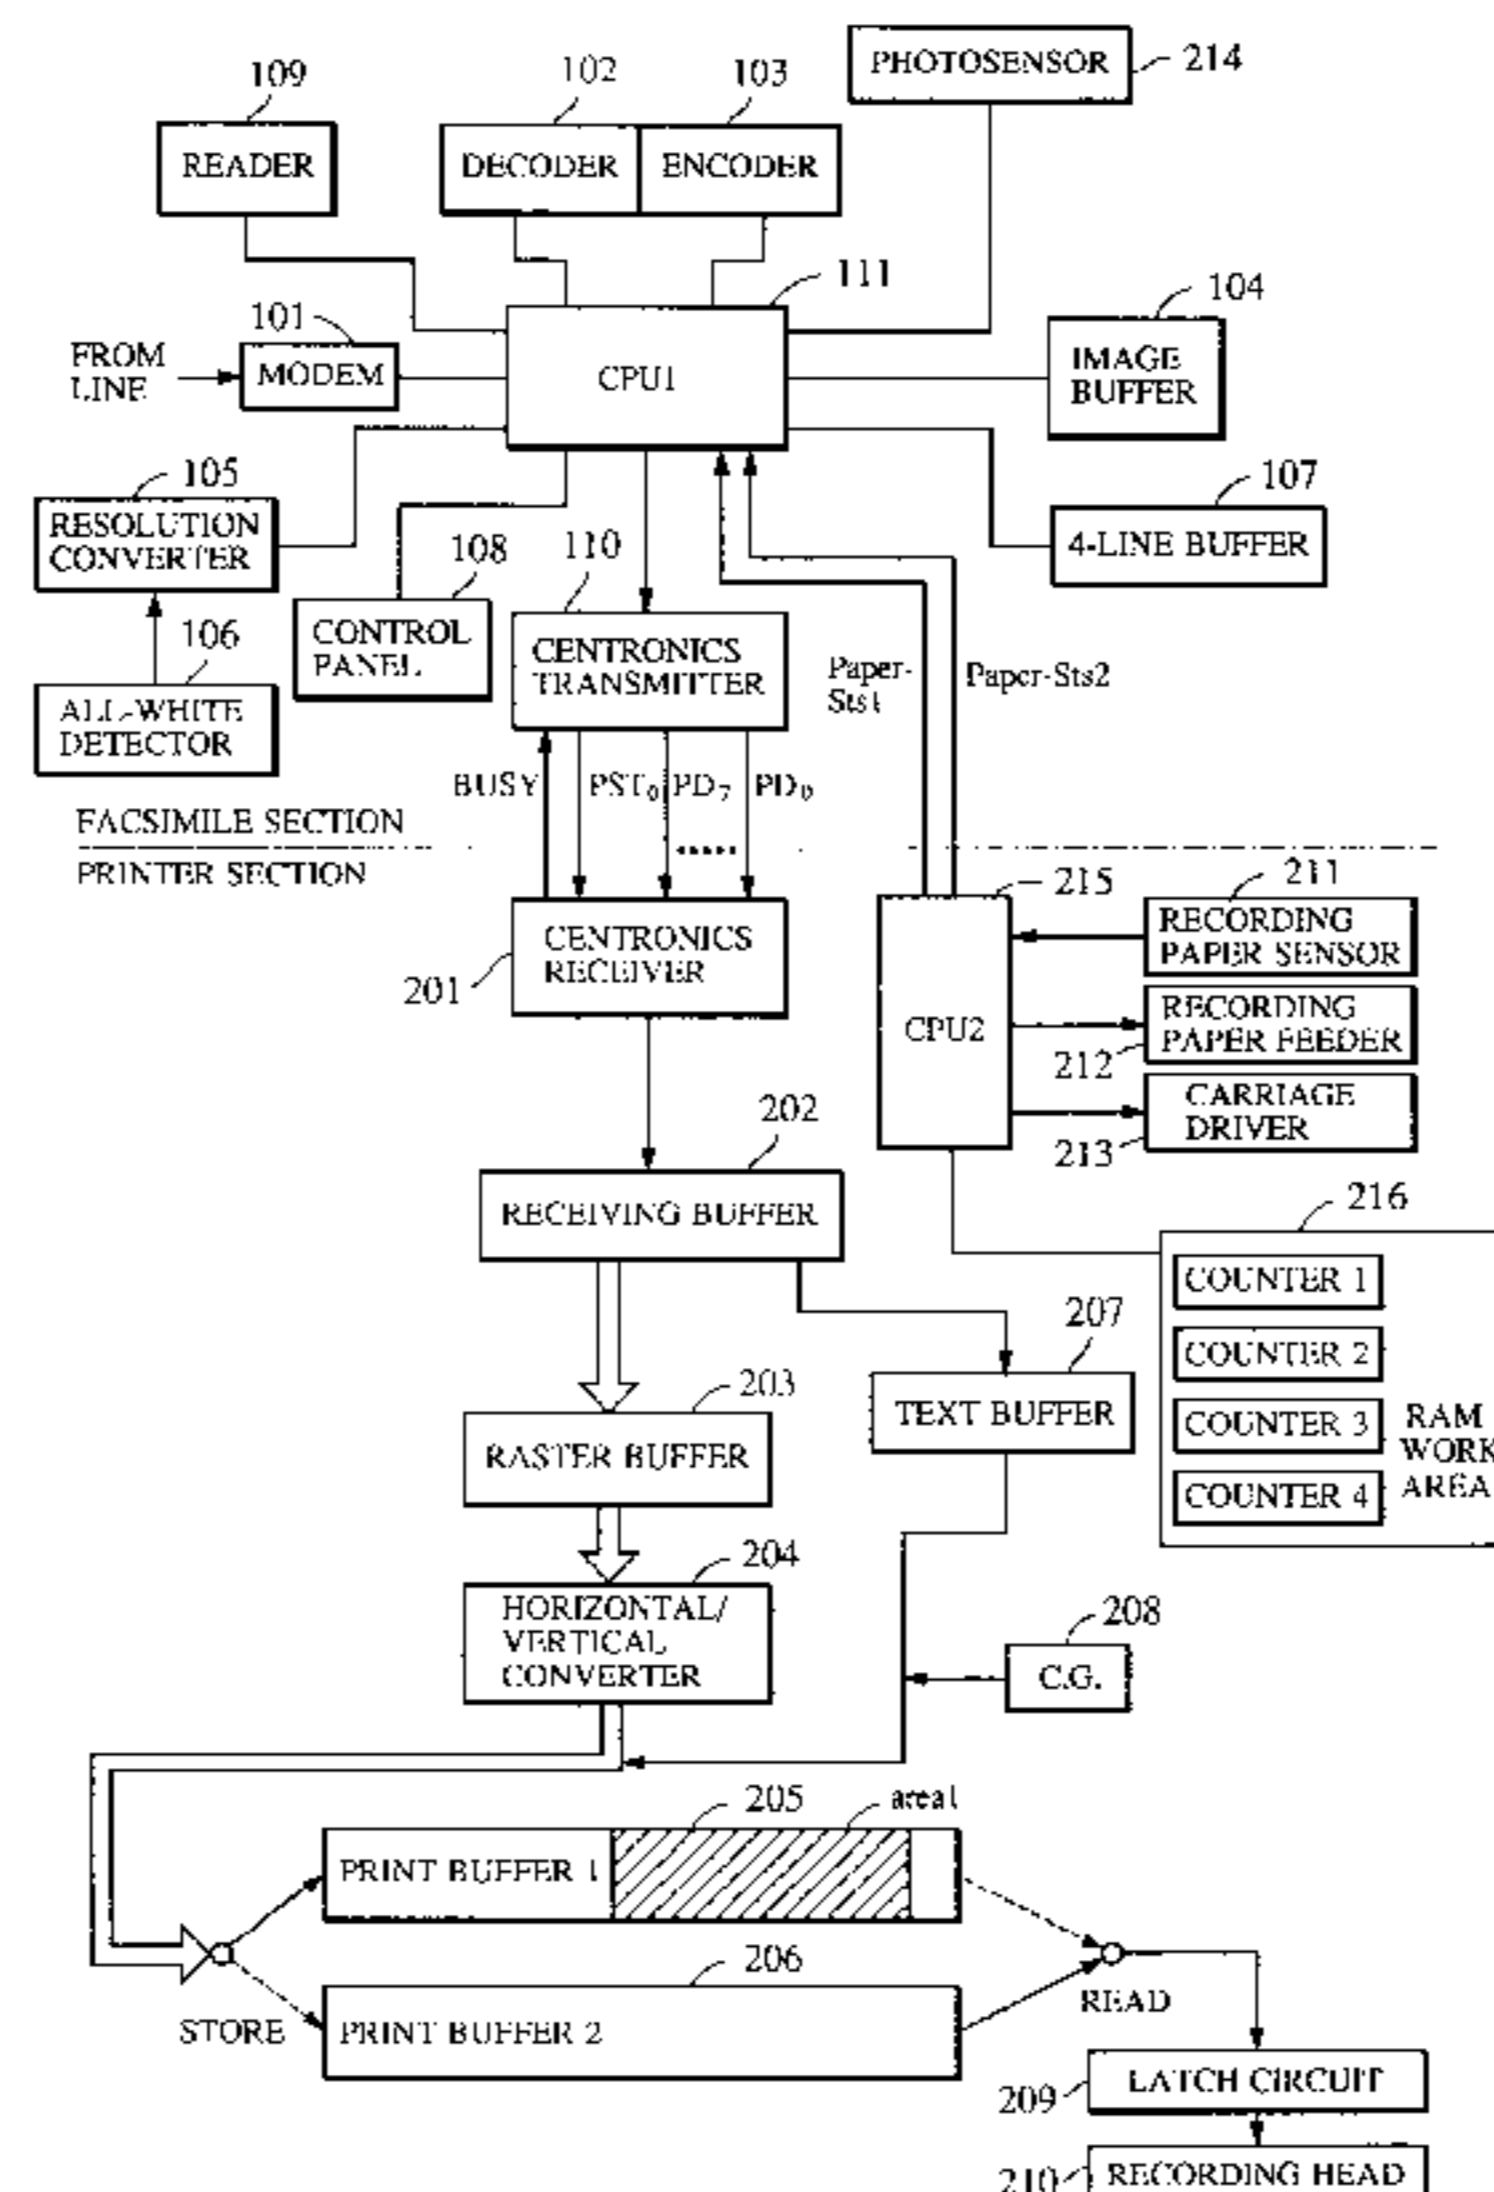 PHOTOSENSOR
214
109
102
103
READER
DECODER
ENCODER
111
104
101
FROM
LINE
MODEM
CPU1
IMAGE
BUFFER
105
107
RESOLUTION
CONVERTER
108
110
4-LINE BUFFER
106
CONTROL
PANEL
CENTRONICS
TRANSMITTER
Paper-
Sts1
Paper-Sts2
ALL-WHITE
DETECTOR
BUSY
PST0
PD7
PD0
FACSIMILE SECTION
PRINTER SECTION
215
211
RECORDING
PAPER SENSOR
CENTRONICS
RECEIVER
201
CPU2
RECORDING
PAPER FEEDER
212
CARRIAGE
DRIVER
213
202
RECEIVING BUFFER
216
COUNTER 1
COUNTER 2
COUNTER 3
COUNTER 4
RAM
WORK
AREA
207
203
TEXT BUFFER
RASTER BUFFER
204
HORIZONTAL/
VERTICAL
CONVERTER
208
C.G.
205
area1
PRINT BUFFER 1
206
STORE
PRINT BUFFER 2
READ
209
LATCH CIRCUIT
210
RECORDING HEAD